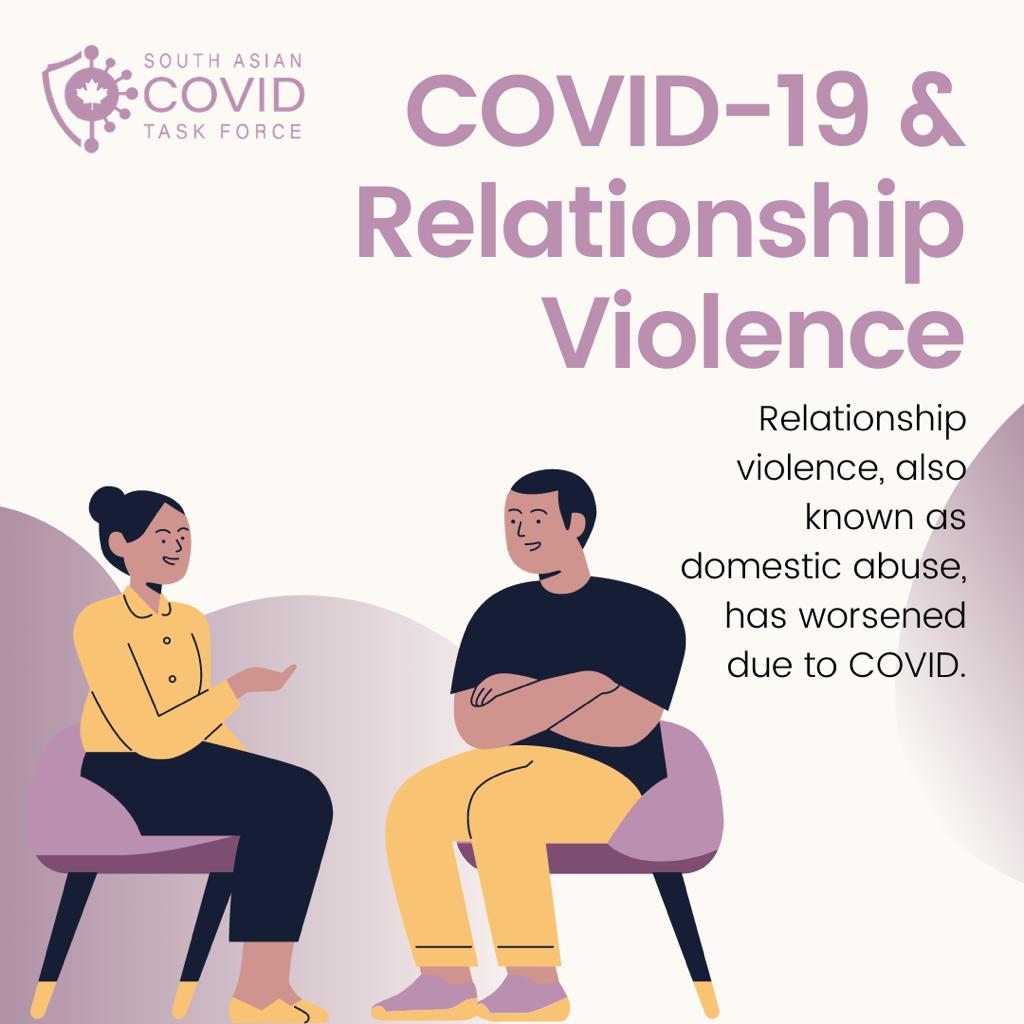 SOUTH ASIAN
COVID
TASK FORCE
COVID-19 &
Relationship
Violence
Relationship
violence, also
known as
domestic abuse,
has worsened
due to COVID.